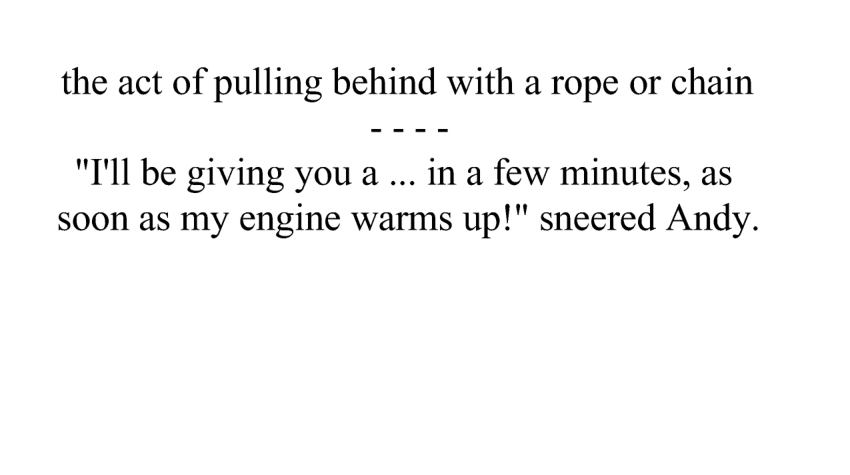 the act of pulling behind with a rope or chain
- - - -
"I'll be giving you a ... in a few minutes, as
soon as my engine warms up!" sneered Andy.